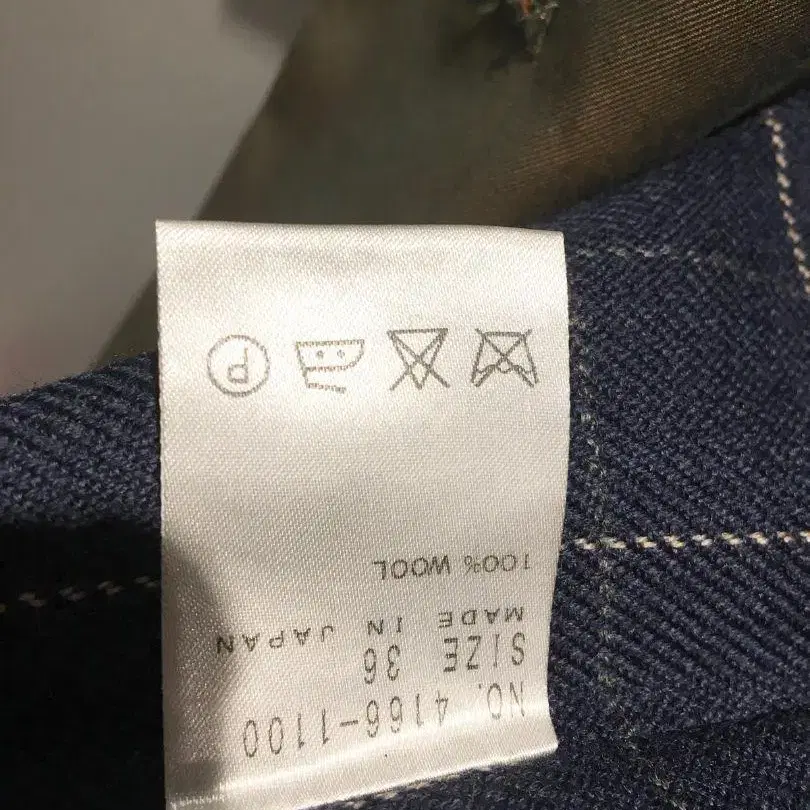 NO. 4166-1100
SIZE 36
MADE IN JAPAN
100% WOOL
P